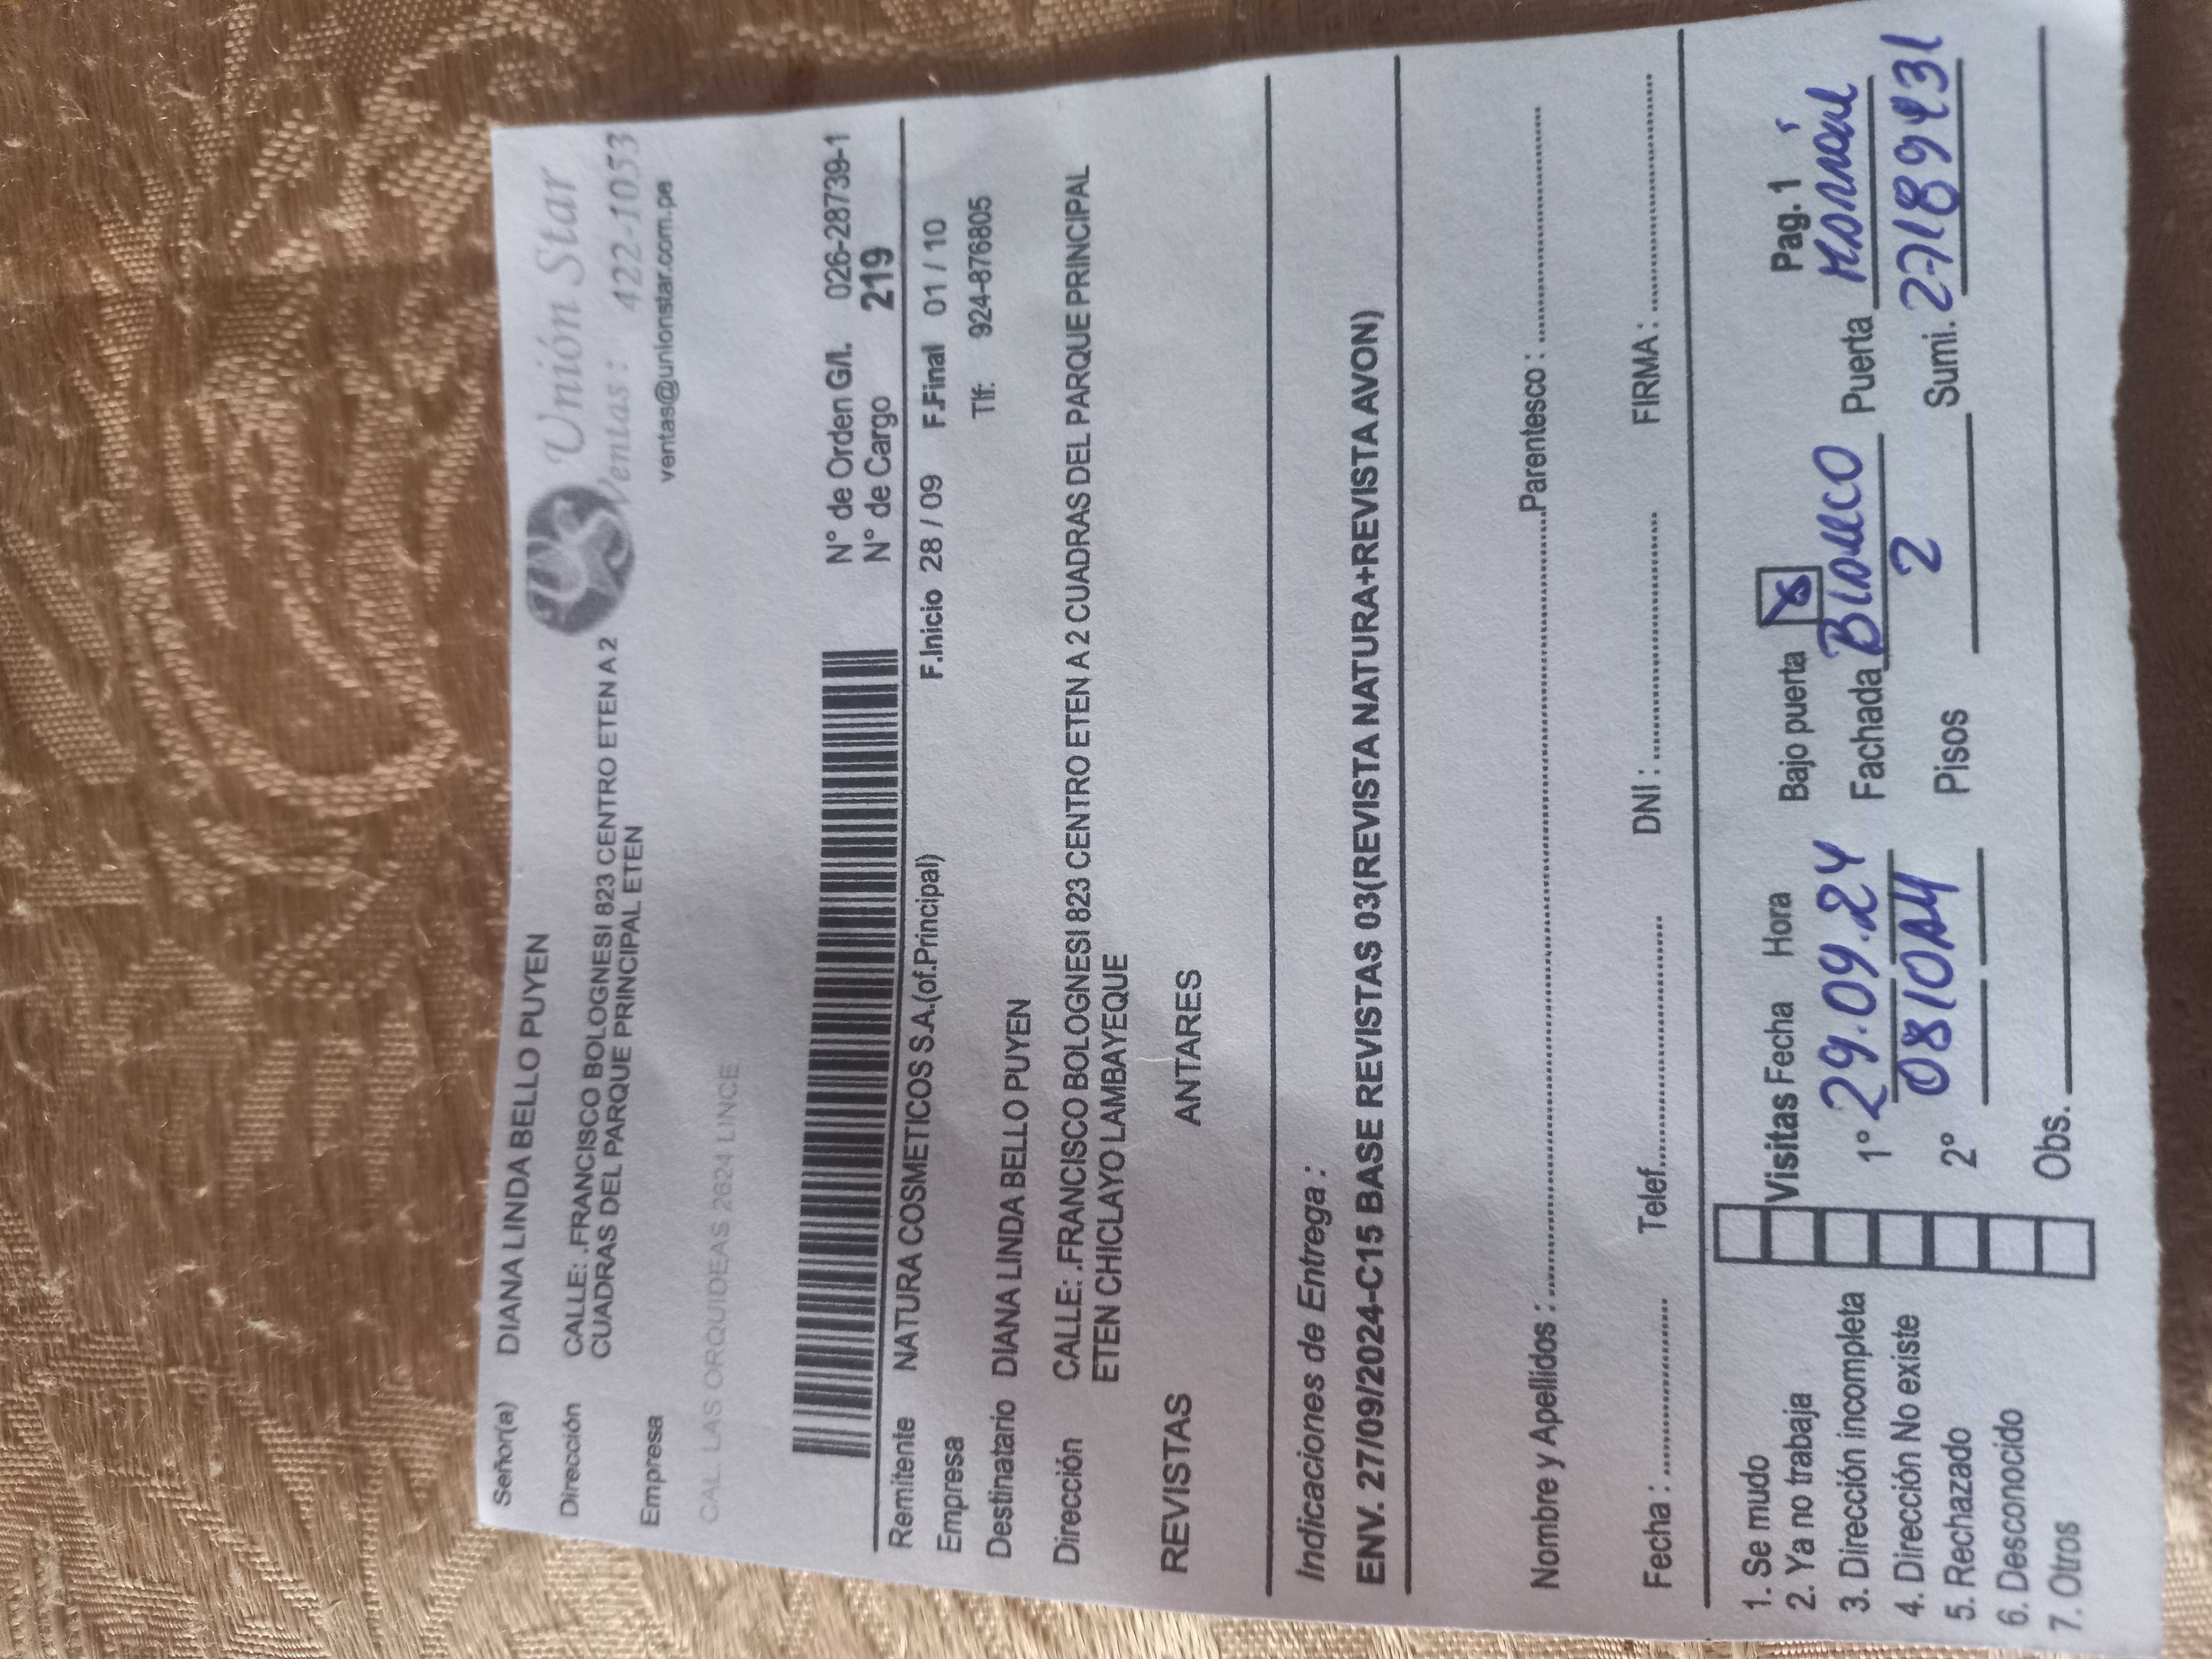 Señor(a) DIANA LINDA BELLO PUYEN
Unión Star
Dirección CALLE: .FRANCISCO BOLOGNESI 823 CENTRO ETEN A 2
CUADRAS DEL PARQUE PRINCIPAL ETEN
Ventas : 422-1053
Empresa
ventas@unionstar.com.pe
CAL LAS ORQUIDEAS 2624 LINCE
N° de Orden G/I. 026-28739-1
N° de Cargo 219
Remitente NATURA COSMETICOS S.A.(of.Principal) F.Inicio 28 / 09 F.Final 01 / 10
Empresa
Destinatario DIANA LINDA BELLO PUYEN Tlf: 924-876805
Dirección CALLE: .FRANCISCO BOLOGNESI 823 CENTRO ETEN A 2 CUADRAS DEL PARQUE PRINCIPAL
ETEN CHICLAYO LAMBAYEQUE
REVISTAS ANTARES
Indicaciones de Entrega :
ENV. 27/09/2024-C15 BASE REVISTAS 03(REVISTA NATURA+REVISTA AVON)
Nombre y Apellidos : Parentesco :
Fecha : Telef. DNI : FIRMA :
1. Se mudo
2. Ya no trabaja
3. Dirección incompleta
4. Dirección No existe
5. Rechazado
6. Desconocido
7. Otros
Visitas Fecha Hora Bajo puerta X Pag. 1
1° 29.09.24 Fachada Blanco Puerta
2° 0810AM Pisos 2 Sumi.
Obs.